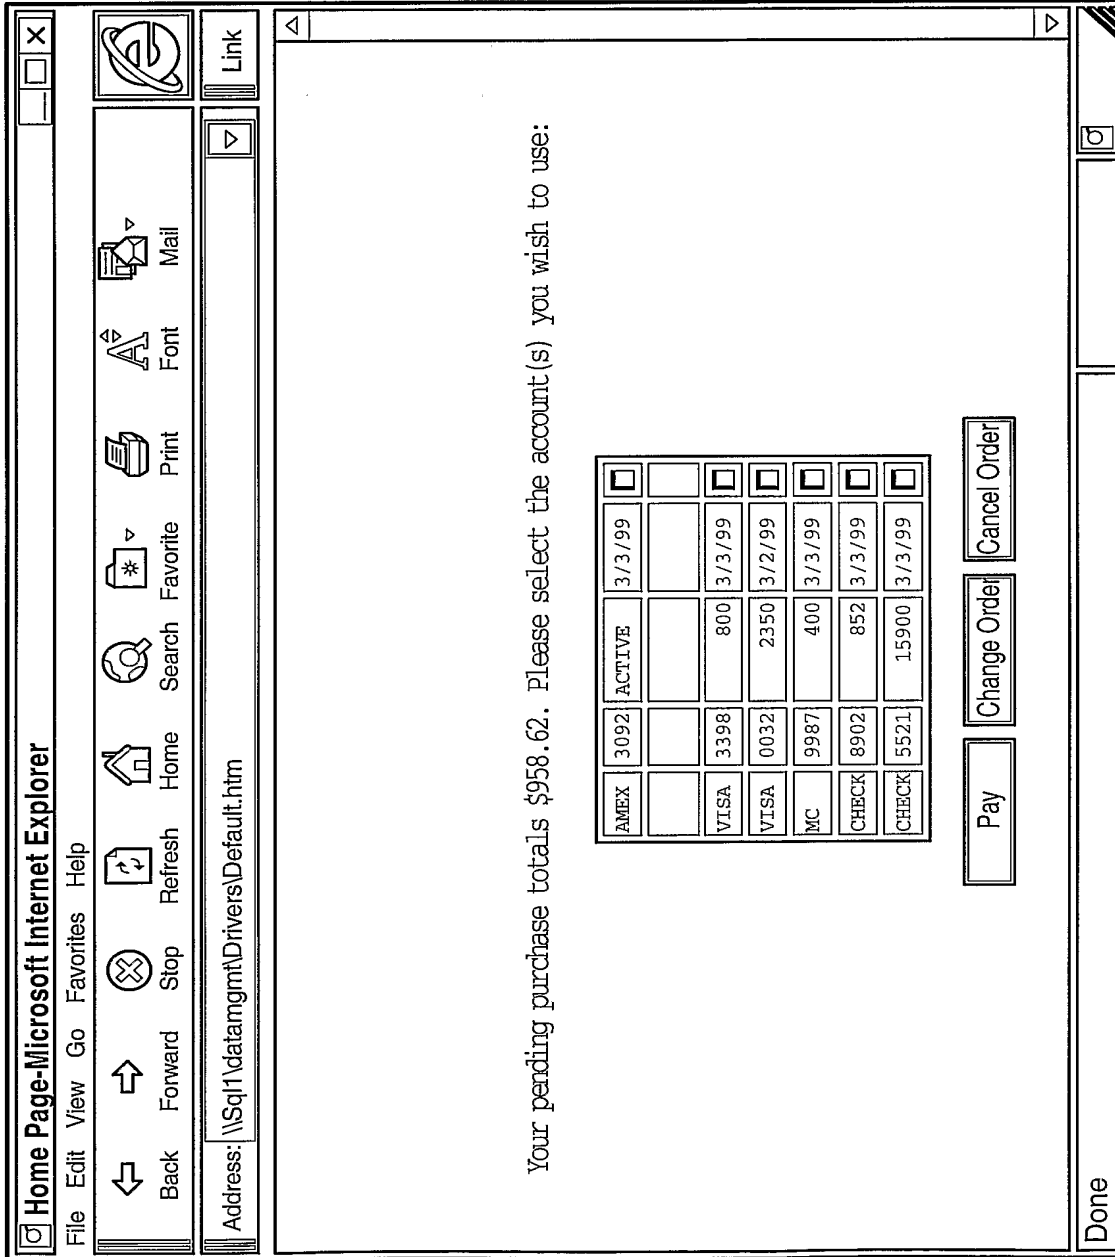 Home Page-Microsoft Internet Explorer
File Edit View Go Favorites Help
Back Forward Stop Refresh Home Search Favorite Print Font Mail
Address: \\Sql1\datamgmt\Drivers\Default.htm Link
Your pending purchase totals $958.62. Please select the account(s) you wish to use:
AMEX 3092 ACTIVE 3/3/99
VISA 3398 800 3/3/99
VISA 0032 2350 3/2/99
MC 9987 400 3/3/99
CHECK 8902 852 3/3/99
CHECK 5521 15900 3/3/99
Pay Change Order Cancel Order
Done